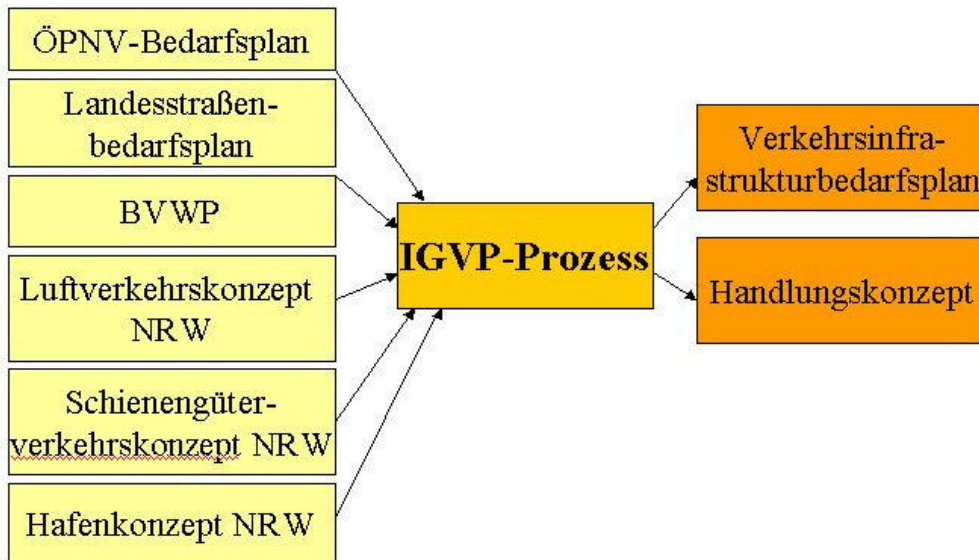 ÖPNV-Bedarfsplan
Landesstraßen-
bedarfsplan
BVWP
Luftverkehrskonzept
NRW
Schienengüter-
verkehrskonzept NRW
Hafenkonzept NRW
IGVP-Prozess
Verkehrsinfra-
strukturbedarfsplan
Handlungskonzept